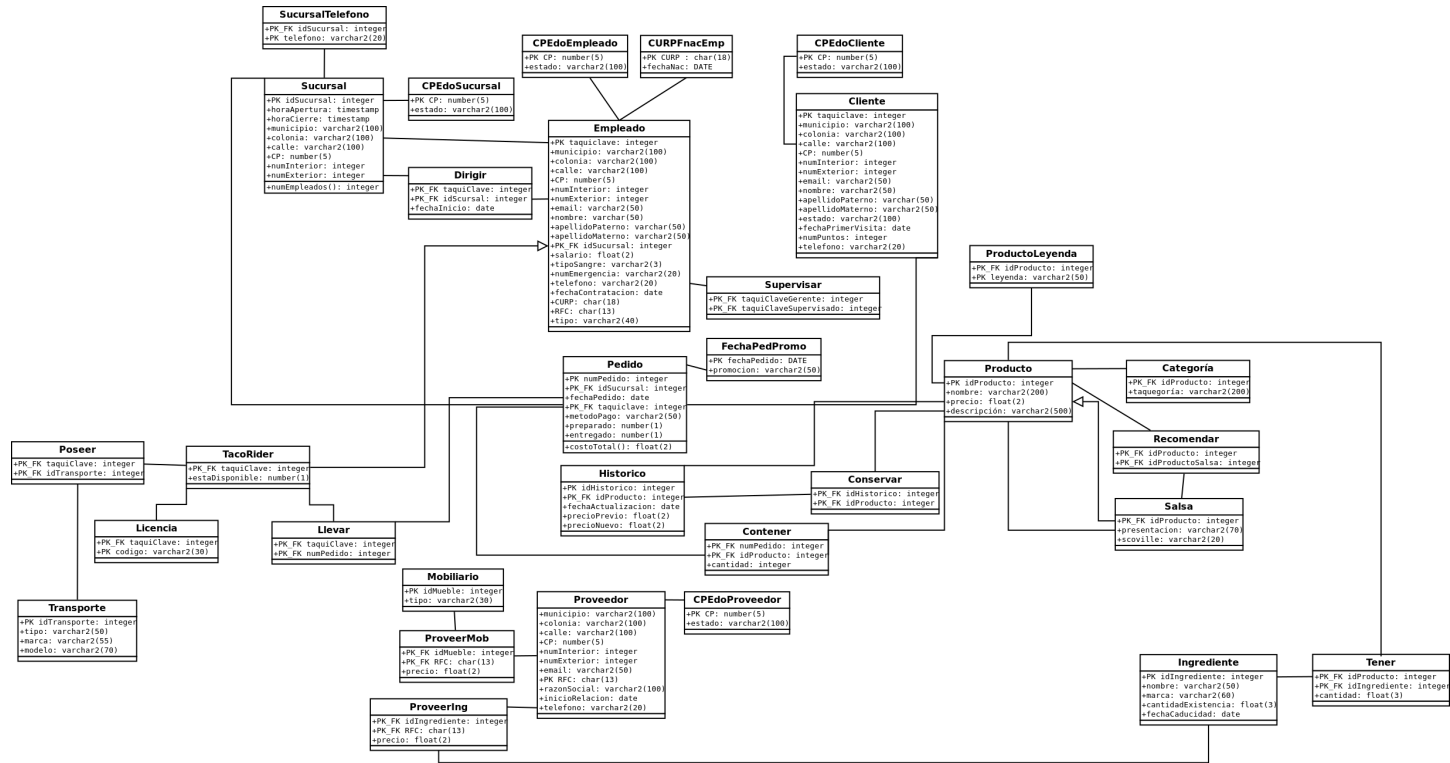 SucursalTelefono
+PK_FK idSucursal: integer
+PK telefono: varchar2(20)
CPEdoEmpleado
+PK CP: number(5)
+estado: varchar2(100)
CURPFnacEmp
+PK CURP : char(18)
+fechaNac: DATE
CPEdoCliente
+PK CP: number(5)
+estado: varchar2(100)
Sucursal
+PK idSucursal: integer
+horaApertura: timestamp
+horaCierre: timestamp
+municipio: varchar2(100)
+colonia: varchar2(100)
+calle: varchar2(100)
+CP: number(5)
+numInterior: integer
+numExterior: integer
+numEmpleados(): integer
CPEdoSucursal
+PK CP: number(5)
+estado: varchar2(100)
Cliente
+PK taquiclave: integer
+municipio: varchar2(100)
+colonia: varchar2(100)
+calle: varchar2(100)
+CP: number(5)
+numInterior: integer
+numExterior: integer
+email: varchar2(50)
+nombre: varchar2(50)
+apellidoPaterno: varchar(50)
+apellidoMaterno: varchar2(50)
+estado: varchar2(100)
+fechaPrimerVisita: date
+numPuntos: integer
+telefono: varchar2(20)
Empleado
+PK taquiclave: integer
+municipio: varchar2(100)
+colonia: varchar2(100)
+calle: varchar2(100)
+CP: number(5)
+numInterior: integer
+numExterior: integer
+email: varchar2(50)
+nombre: varchar(50)
+apellidoPaterno: varchar(50)
+apellidoMaterno: varchar2(50)
+PK_FK idSucursal: integer
+salario: float(2)
+tipoSangre: varchar2(3)
+numEmergencia: varchar2(20)
+telefono: varchar2(20)
+fechaContratacion: date
+CURP: char(18)
+RFC: char(13)
+tipo: varchar2(40)
Dirigir
+PK_FK taquiClave: integer
+PK_FK idScursal: integer
+fechaInicio: date
ProductoLeyenda
+PK_FK idProducto: integer
+PK leyenda: varchar2(50)
Supervisar
+PK_FK taquiClaveGerente: integer
+PK_FK taquiClaveSupervisado: integer
FechaPedPromo
+PK fechaPedido: DATE
+promocion: varchar2(50)
Pedido
+PK numPedido: integer
+PK_FK idSucursal: integer
+fechaPedido: date
+PK_FK taquiclave: integer
+metodoPago: varchar2(50)
+preparado: number(1)
+entregado: number(1)
+costoTotal(): float(2)
Producto
+PK idProducto: integer
+nombre: varchar2(200)
+precio: float(2)
+descripción: varchar2(500)
Categoría
+PK_FK idProducto: integer
+taquegoría: varchar2(200)
Recomendar
+PK_FK idProducto: integer
+PK_FK idProductoSalsa: integer
Poseer
+PK_FK taquiClave: integer
+PK_FK idTransporte: integer
TacoRider
+PK_FK taquiClave: integer
+estaDisponible: number(1)
Historico
+PK idHistorico: integer
+PK_FK idProducto: integer
+fechaActualizacion: date
+precioPrevio: float(2)
+precioNuevo: float(2)
Conservar
+PK_FK idHistorico: integer
+PK_FK idProducto: integer
Salsa
+PK_FK idProducto: integer
+presentacion: varchar2(70)
+scoville: varchar2(20)
Licencia
+PK_FK taquiClave: integer
+PK codigo: varchar2(30)
Llevar
+PK_FK taquiClave: integer
+PK_FK numPedido: integer
Contener
+PK_FK numPedido: integer
+PK_FK idProducto: integer
+cantidad: integer
Mobiliario
+PK idMueble: integer
+tipo: varchar2(30)
Proveedor
+municipio: varchar2(100)
+colonia: varchar2(100)
+calle: varchar2(100)
+CP: number(5)
+numInterior: integer
+numExterior: integer
+email: varchar2(50)
+PK RFC: char(13)
+razonSocial: varchar2(100)
+inicioRelacion: date
+telefono: varchar2(20)
CPEdoProveedor
+PK CP: number(5)
+estado: varchar2(100)
Transporte
+PK idTransporte: integer
+tipo: varchar2(50)
+marca: varchar2(55)
+modelo: varchar2(70)
ProveerMob
+PK_FK idMueble: integer
+PK_FK RFC: char(13)
+precio: float(2)
Ingrediente
+PK idIngrediente: integer
+nombre: varchar2(50)
+marca: varchar2(60)
+cantidadExistencia: float(3)
+fechaCaducidad: date
Tener
+PK_FK idProducto: integer
+PK_FK idIngrediente: integer
+cantidad: float(3)
ProveerIng
+PK_FK idIngrediente: integer
+PK_FK RFC: char(13)
+precio: float(2)